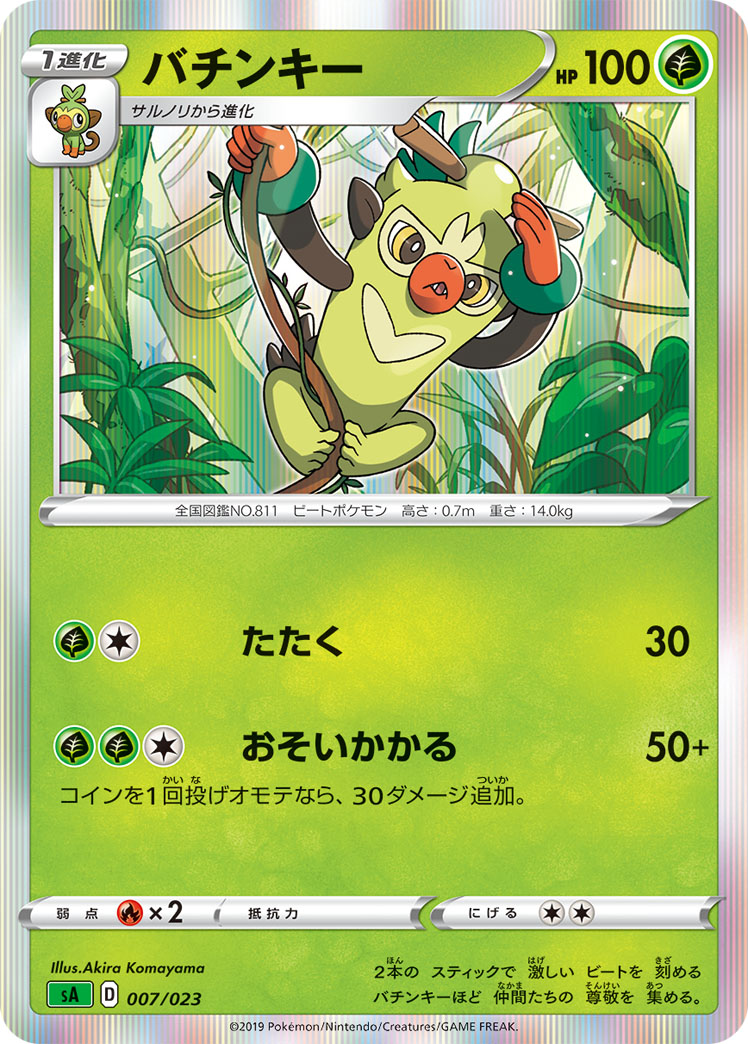 1進化
バチンキー
HP 100
サルノリから進化
全国図鑑NO.811 ビートポケモン 高さ:0.7m 重さ:14.0kg
たたく 30
おそいかかる 50+
コインを1回投げオモテなら、30ダメージ追加。
弱点 ×2 抵抗力 にげる
Illus.Akira Komayama
sA D 007/023
2本の スティックで 激しい ビートを 刻める
バチンキーほど 仲間たちの 尊敬を 集める。
©2019 Pokémon/Nintendo/Creatures/GAME FREAK.